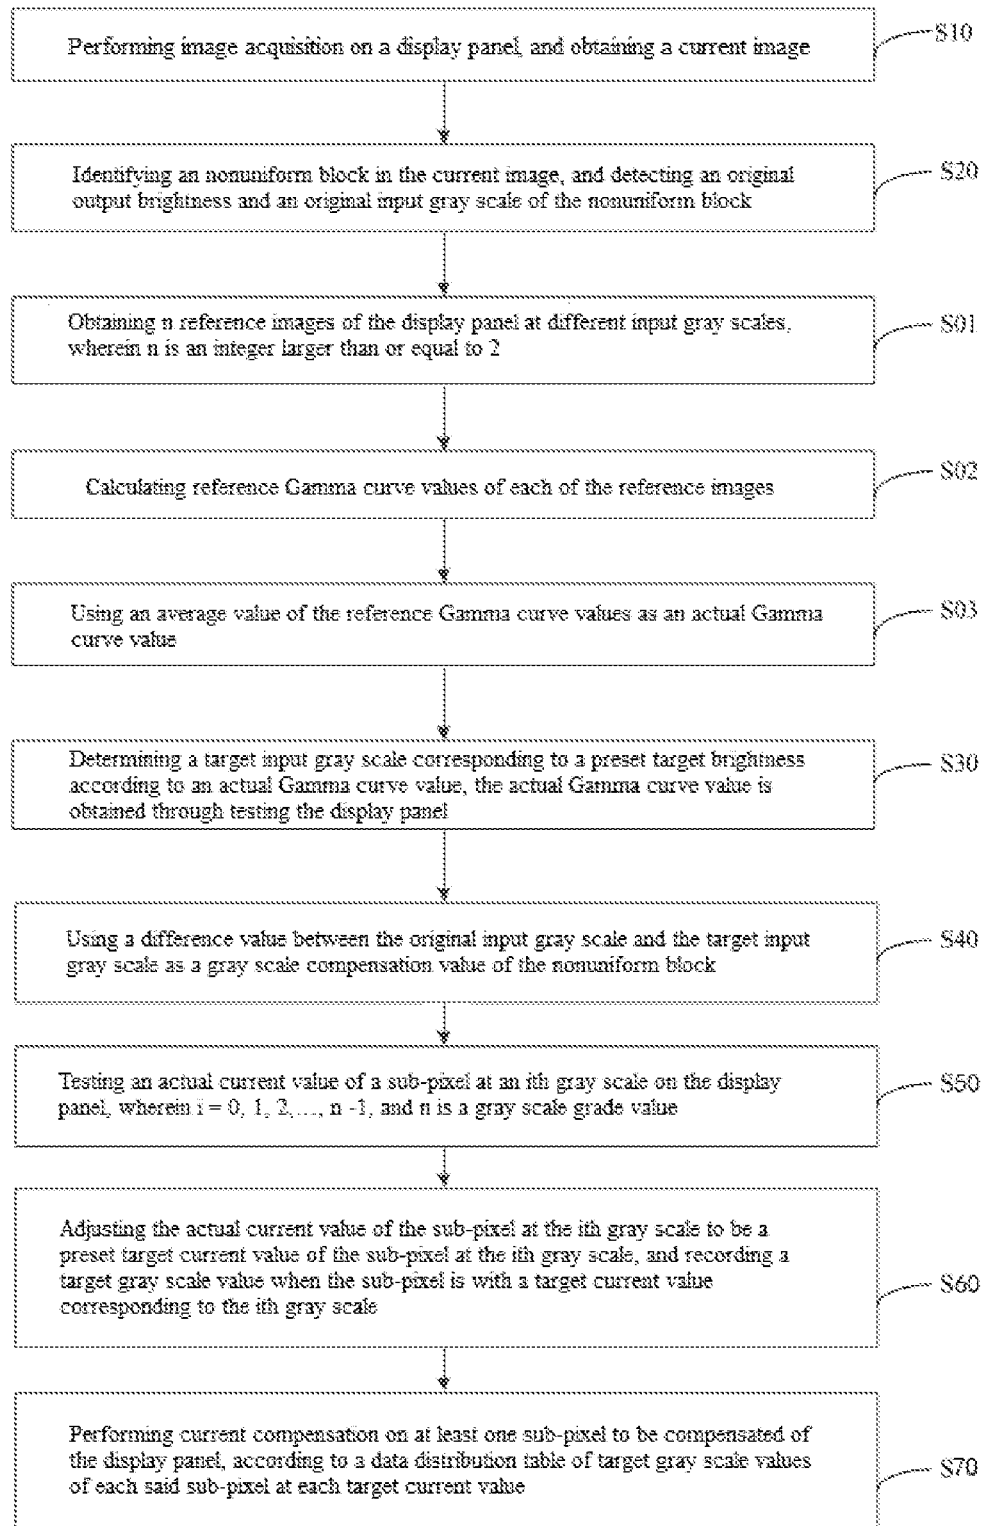 Performing image acquisition on a display panel, and obtaining a current image
S10
Identifying an nonuniform block in the current image, and detecting an original
output brightness and an original input gray scale of the nonuniform block
S20
Obtaining n reference images of the display panel at different input gray scales,
wherein n is an integer larger than or equal to 2
S01
Calculating reference Gamma curve values of each of the reference images
S02
Using an average value of the reference Gamma curve values as an actual Gamma
curve value
S03
Determining a target input gray scale corresponding to a preset target brightness
according to an actual Gamma curve value, the actual Gamma curve value is
obtained through testing the display panel
S30
Using a difference value between the original input gray scale and the target input
gray scale as a gray scale compensation value of the nonuniform block
S40
Testing an actual current value of a sub-pixel at an ith gray scale on the display
panel, wherein i = 0, 1, 2,..., n -1, and n is a gray scale grade value
S50
Adjusting the actual current value of the sub-pixel at the ith gray scale to be a
preset target current value of the sub-pixel at the ith gray scale, and recording a
target gray scale value when the sub-pixel is with a target current value
corresponding to the ith gray scale
S60
Performing current compensation on at least one sub-pixel to be compensated of
the display panel, according to a data distribution table of target gray scale values
of each said sub-pixel at each target current value
S70